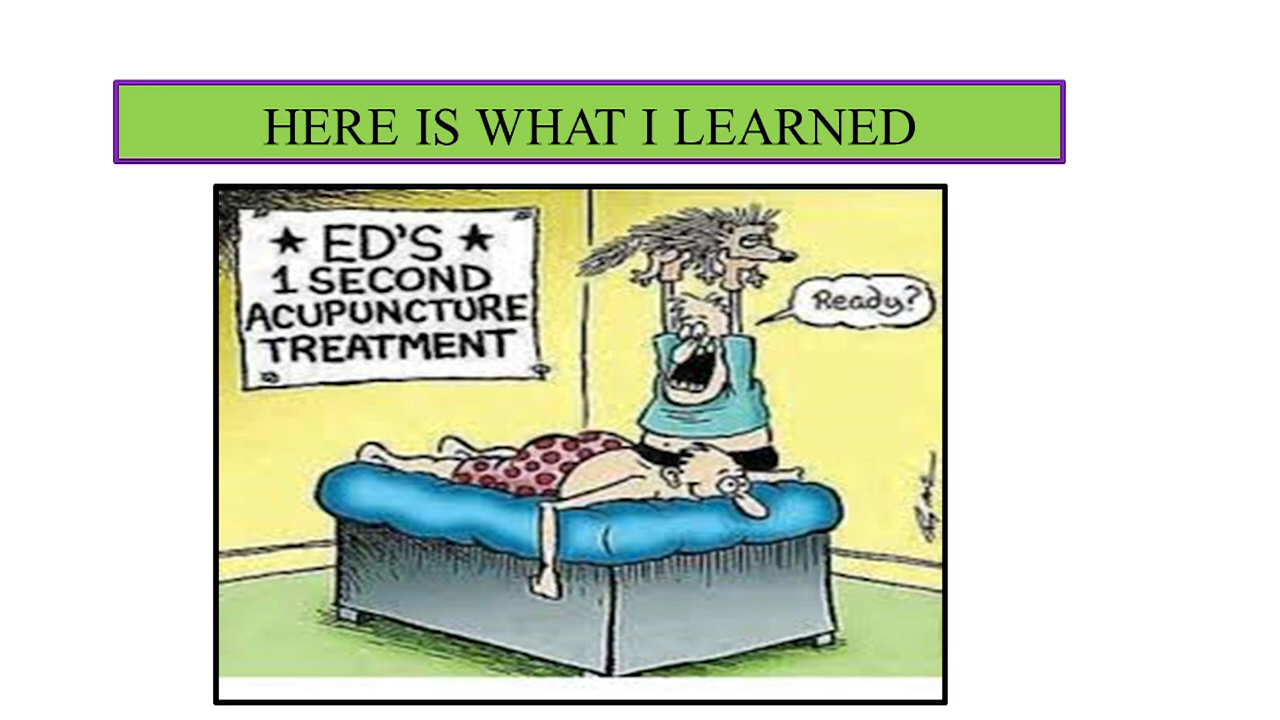 HERE IS WHAT I LEARNED
★ ED'S ★
1 SECOND
ACUPUNCTURE
TREATMENT
Ready?